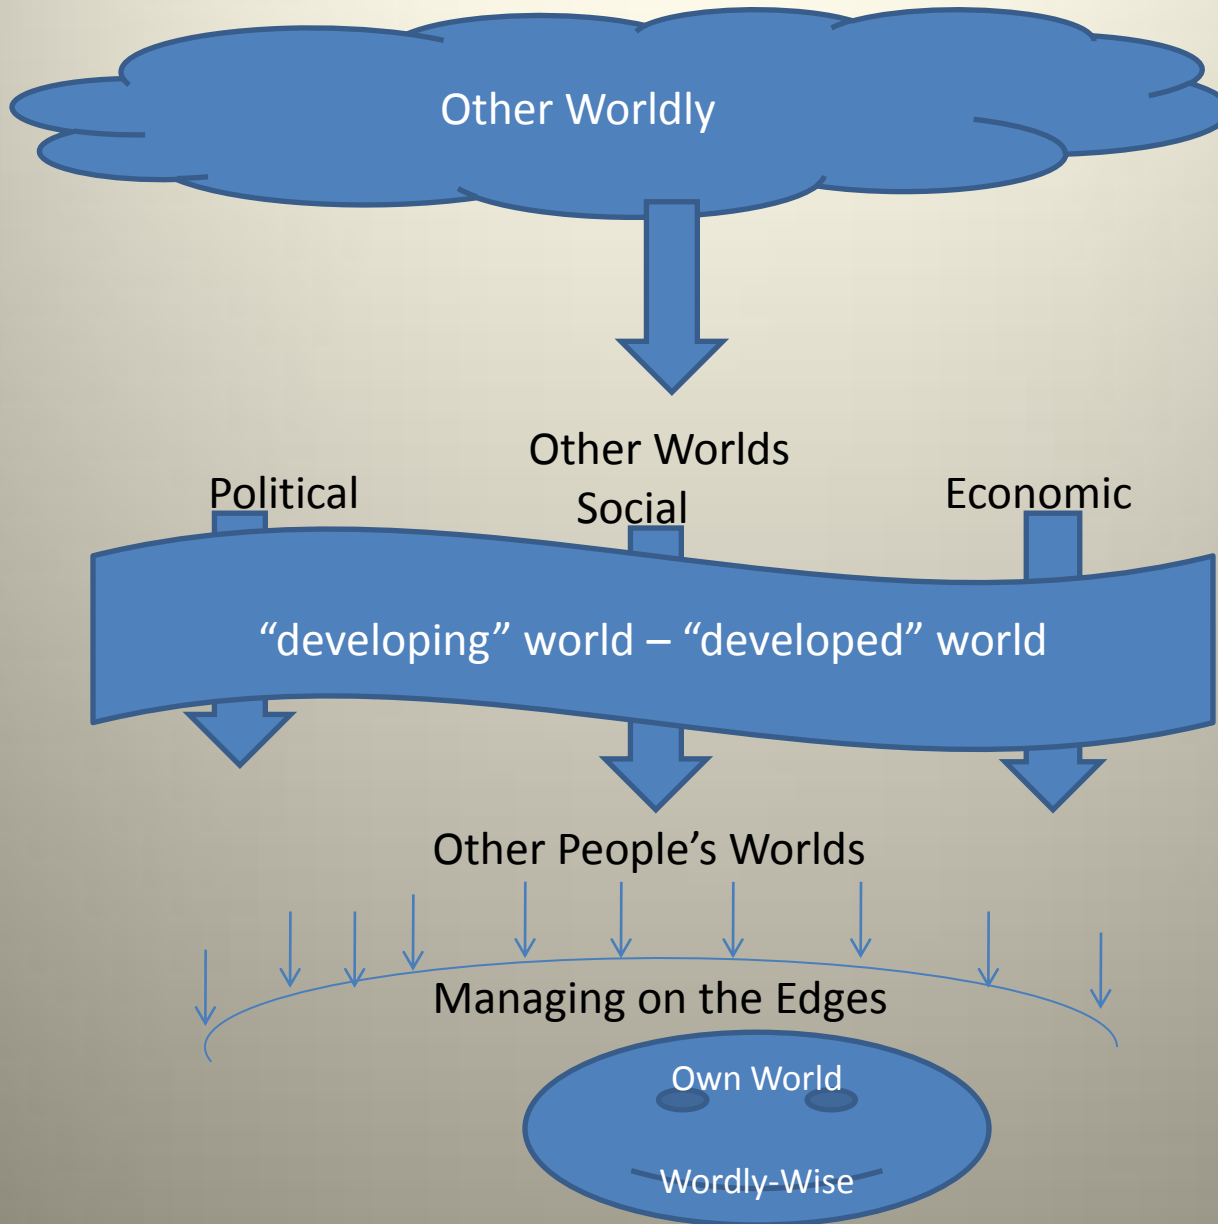 Other Worldly
Other Worlds
Political
Social
Economic
“developing” world – “developed” world
Other People’s Worlds
Managing on the Edges
Own World
Wordly-Wise